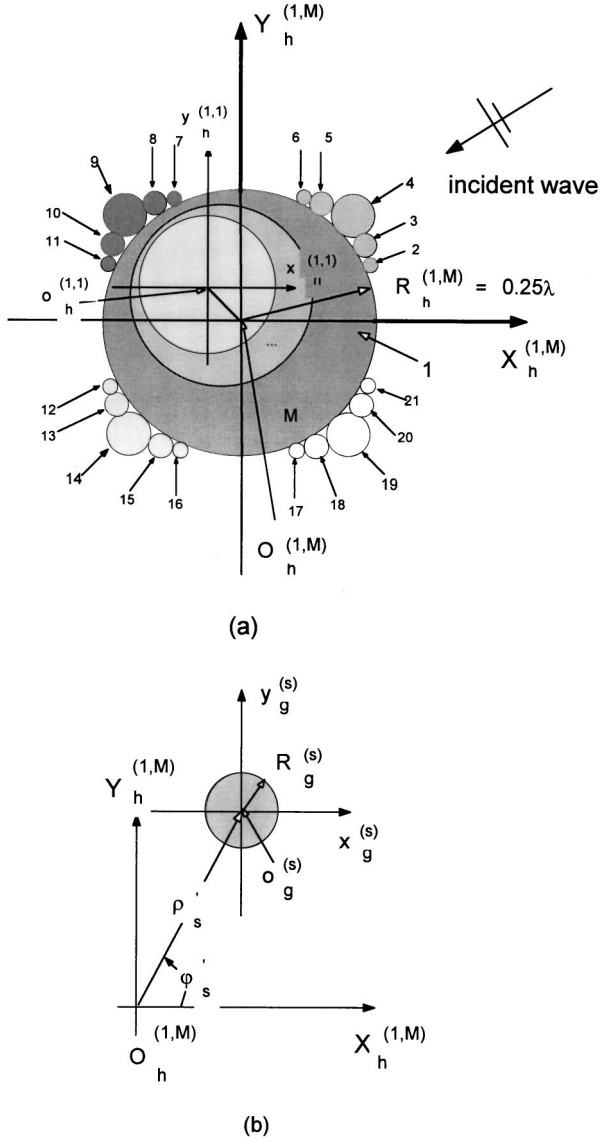 Y h (1,M)
y h (1,1)
9
8
7
6
5
4
10
3
11
2
incident wave
x (1,1) "
o h (1,1)
R h (1,M) = 0.25λ
X h (1,M)
...
1
12
21
13
M
20
14
15
16
17
18
19
O h (1,M)
(a)
y g (s)
R g (s)
Y h (1,M)
x g (s)
o g (s)
ρ ' s
φ ' s
O h (1,M)
X h (1,M)
(b)